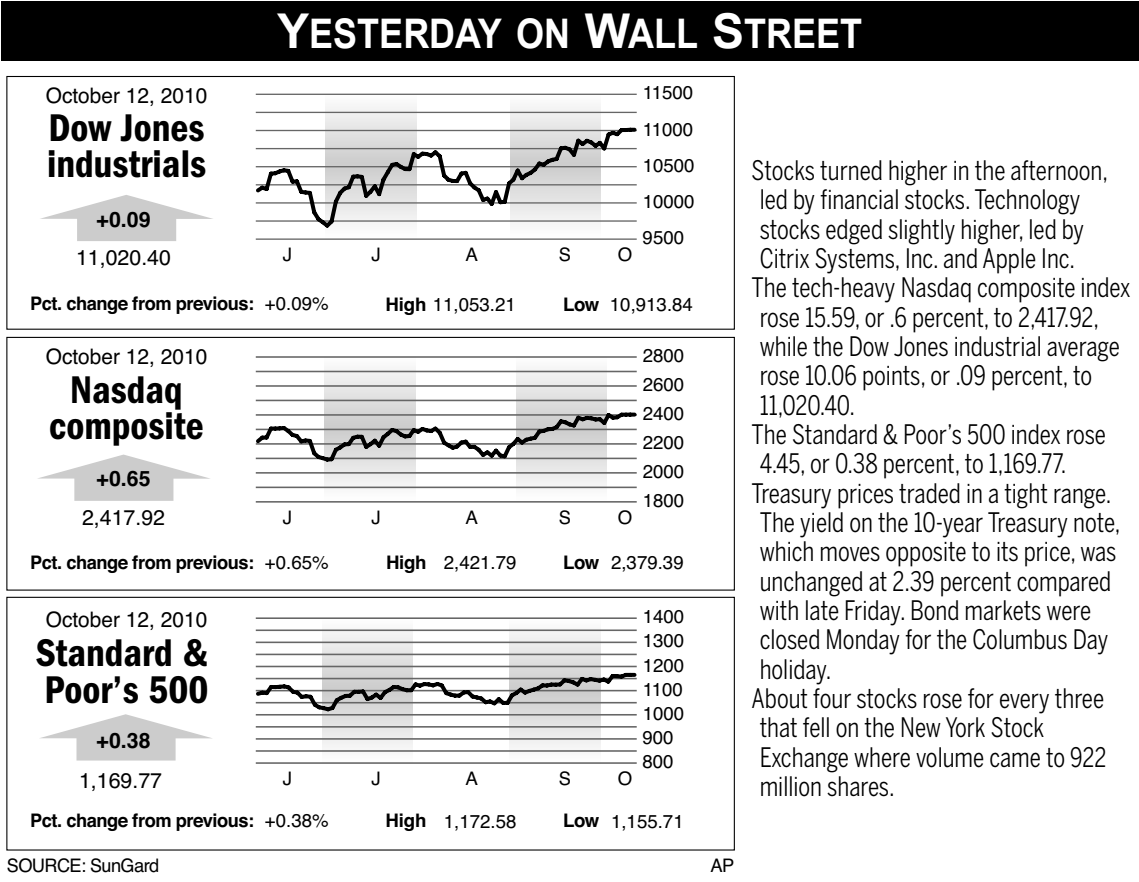 YESTERDAY ON WALL STREET
October 12, 2010
Dow Jones
industrials
+0.09
11,020.40
11500
11000
10500
10000
9500
J J A S O
Pct. change from previous: +0.09% High 11,053.21 Low 10,913.84
October 12, 2010
Nasdaq
composite
+0.65
2,417.92
2800
2600
2400
2200
2000
1800
J J A S O
Pct. change from previous: +0.65% High 2,421.79 Low 2,379.39
October 12, 2010
Standard &
Poor's 500
+0.38
1,169.77
1400
1300
1200
1100
1000
900
800
J J A S O
Pct. change from previous: +0.38% High 1,172.58 Low 1,155.71
SOURCE: SunGard AP
Stocks turned higher in the afternoon,
led by financial stocks. Technology
stocks edged slightly higher, led by
Citrix Systems, Inc. and Apple Inc.
The tech-heavy Nasdaq composite index
rose 15.59, or .6 percent, to 2,417.92,
while the Dow Jones industrial average
rose 10.06 points, or .09 percent, to
11,020.40.
The Standard & Poor's 500 index rose
4.45, or 0.38 percent, to 1,169.77.
Treasury prices traded in a tight range.
The yield on the 10-year Treasury note,
which moves opposite to its price, was
unchanged at 2.39 percent compared
with late Friday. Bond markets were
closed Monday for the Columbus Day
holiday.
About four stocks rose for every three
that fell on the New York Stock
Exchange where volume came to 922
million shares.